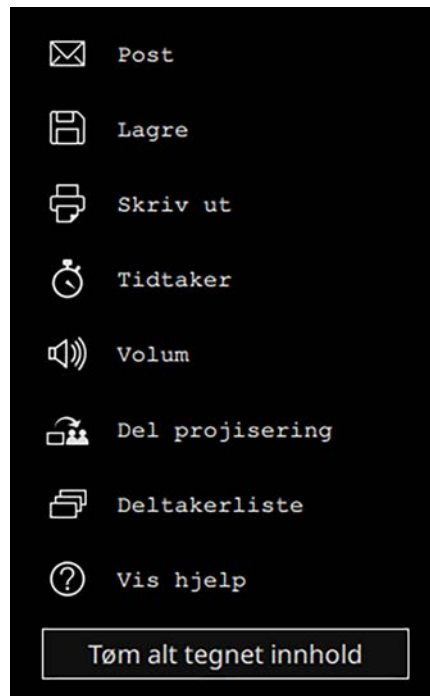 Post
Lagre
Skriv ut
Tidtaker
Volum
Del projisering
Deltakerliste
Vis hjelp
Tøm alt tegnet innhold